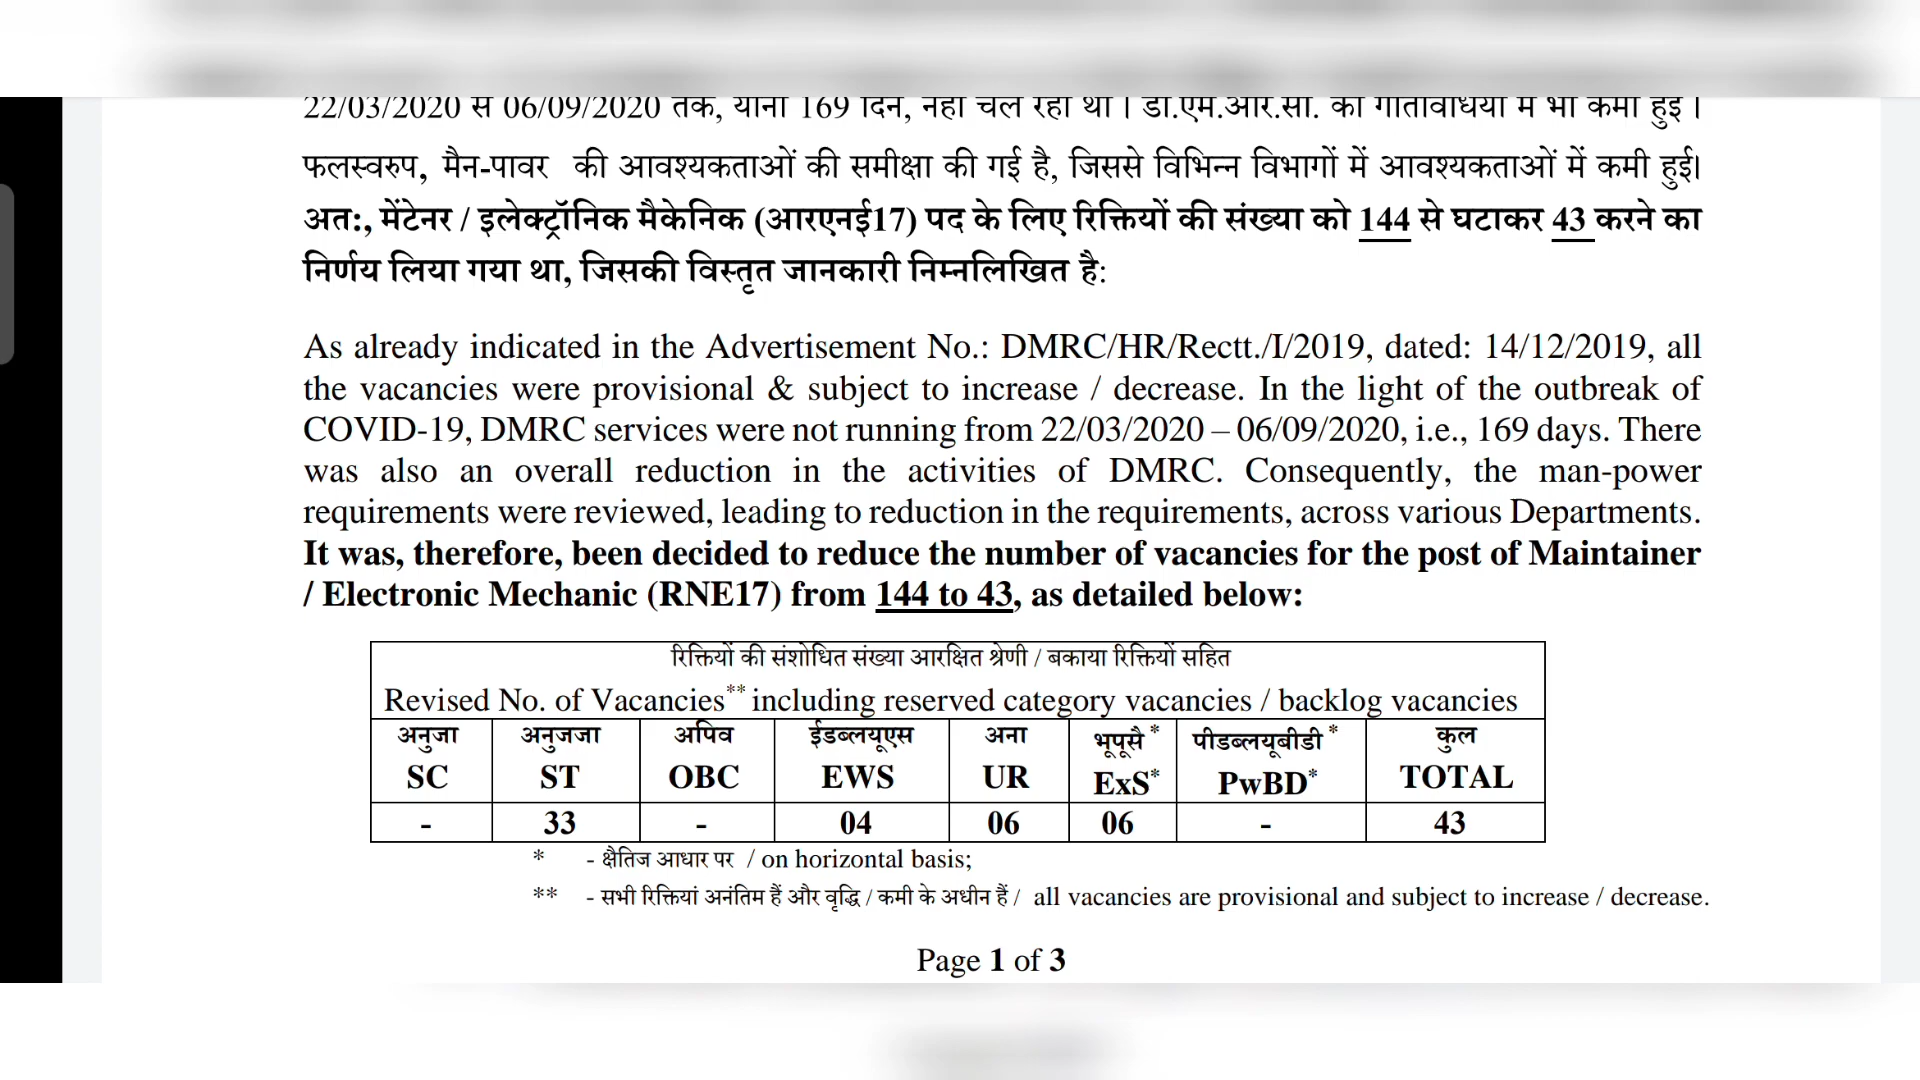 22/03/2020 से 06/09/2020 तक, यानी 169 दिन, नहीं चल रही थी। डी.एम.आर.सी. की गतिविधियों में भी कमी हुई।
फलस्वरुप, मैन-पावर की आवश्यकताओं की समीक्षा की गई है, जिससे विभिन्न विभागों में आवश्यकताओं में कमी हुई।
अत:, मेंटेनर / इलेक्ट्रॉनिक मैकेनिक (आरएनई17) पद के लिए रिक्तियों की संख्या को 144 से घटाकर 43 करने का
निर्णय लिया गया था, जिसकी विस्तृत जानकारी निम्नलिखित है:
As already indicated in the Advertisement No.: DMRC/HR/Rectt./I/2019, dated: 14/12/2019, all
the vacancies were provisional & subject to increase / decrease. In the light of the outbreak of
COVID-19, DMRC services were not running from 22/03/2020 – 06/09/2020, i.e., 169 days. There
was also an overall reduction in the activities of DMRC. Consequently, the man-power
requirements were reviewed, leading to reduction in the requirements, across various Departments.
It was, therefore, been decided to reduce the number of vacancies for the post of Maintainer
/ Electronic Mechanic (RNE17) from 144 to 43, as detailed below:
रिक्तियों की संशोधित संख्या आरक्षित श्रेणी / बकाया रिक्तियों सहित
Revised No. of Vacancies** including reserved category vacancies / backlog vacancies
अनुजा अनुजजा अपिव ईडब्लयूएस अना भूपूसै* पीडब्लयूबीडी* कुल
SC ST OBC EWS UR ExS* PwBD* TOTAL
- 33 - 04 06 06 - 43
* - क्षैतिज आधार पर / on horizontal basis;
** - सभी रिक्तियां अनंतिम हैं और वृद्धि / कमी के अधीन हैं / all vacancies are provisional and subject to increase / decrease.
Page 1 of 3